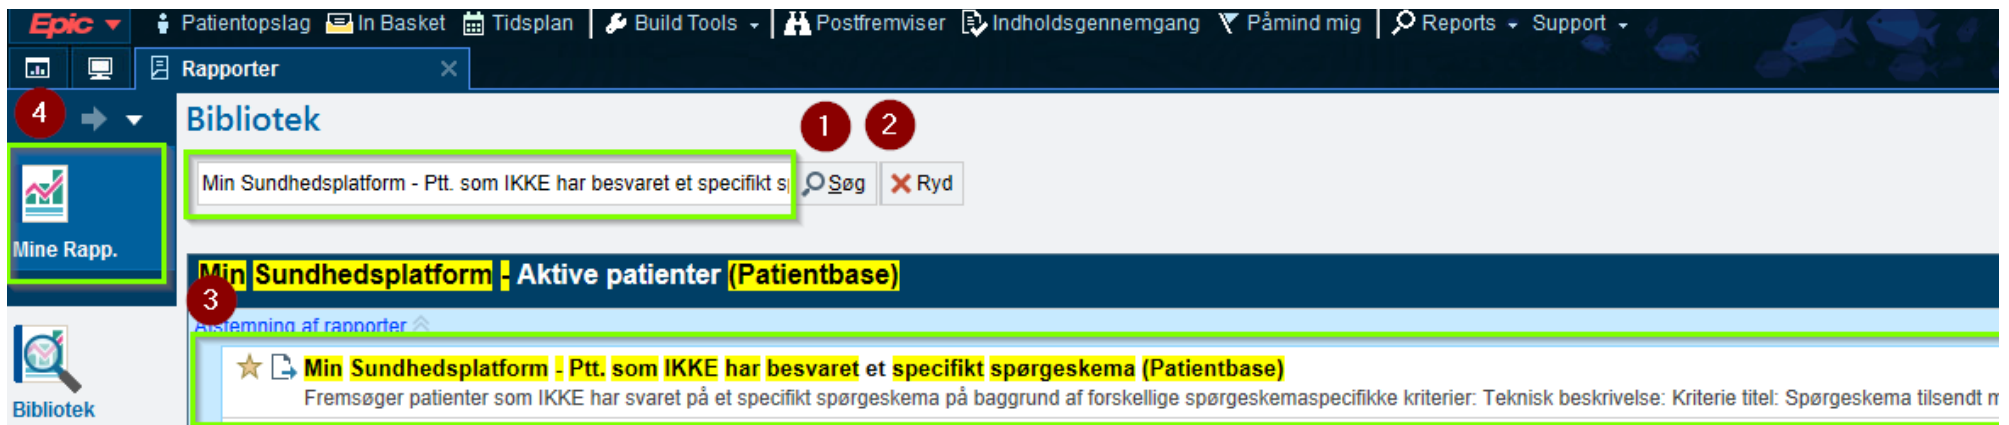 Epic Patientopslag In Basket Tidsplan Build Tools Postfremviser Indholdsgennemgang Påmind mig Reports Support
Rapporter
4
Bibliotek
1
2
Min Sundhedsplatform - Ptt. som IKKE har besvaret et specifikt Søg Ryd
Mine Rapp.
Min Sundhedsplatform - Aktive patienter (Patientbase)
3
Afstemning af rapporter
Min Sundhedsplatform - Ptt. som IKKE har besvaret et specifikt spørgeskema (Patientbase)
Fremsøger patienter som IKKE har svaret på et specifikt spørgeskema på baggrund af forskellige spørgeskemaspecifikke kriterier: Teknisk beskrivelse: Kriterie titel: Spørgeskema tilsendt
Bibliotek